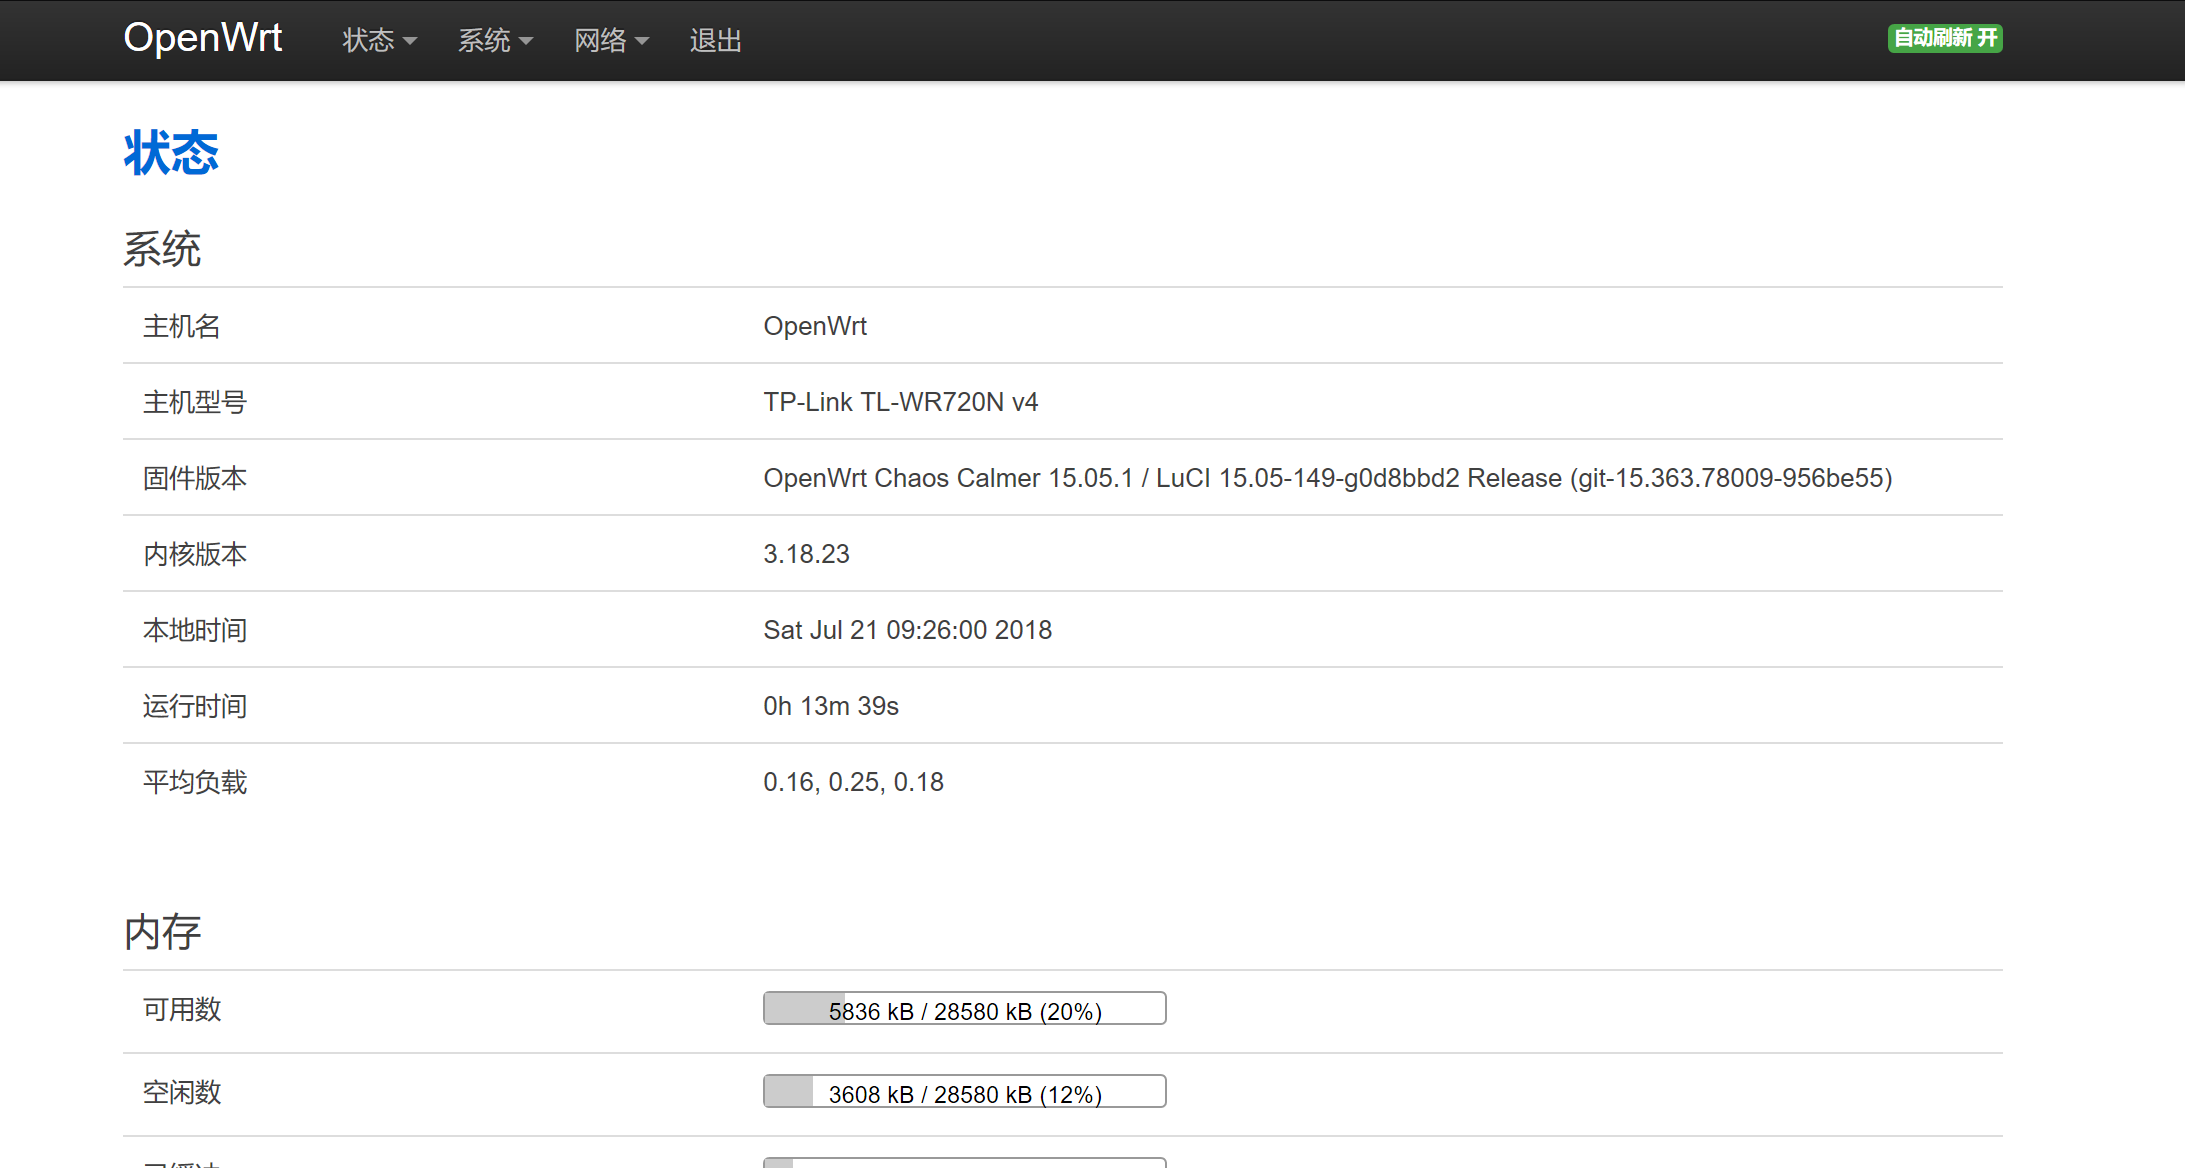 OpenWrt 状态 系统 网络 退出 自动刷新 开
状态
系统
主机名 OpenWrt
主机型号 TP-Link TL-WR720N v4
固件版本 OpenWrt Chaos Calmer 15.05.1 / LuCI 15.05-149-g0d8bbd2 Release (git-15.363.78009-956be55)
内核版本 3.18.23
本地时间 Sat Jul 21 09:26:00 2018
运行时间 0h 13m 39s
平均负载 0.16, 0.25, 0.18
内存
可用数 5836 kB / 28580 kB (20%)
空闲数 3608 kB / 28580 kB (12%)